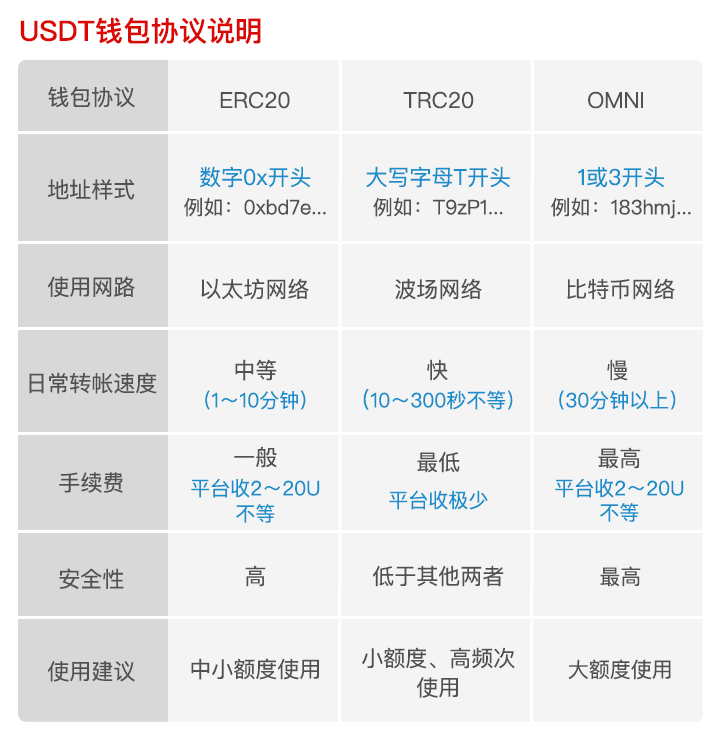 USDT钱包协议说明
钱包协议 ERC20 TRC20 OMNI
地址样式
数字0x开头
例如：0xbd7e...
大写字母T开头
例如：T9zP1...
1或3开头
例如：183hmj...
使用网路 以太坊网络 波场网络 比特币网络
日常转帐速度
中等
（1～10分钟）
快
（10～300秒不等）
慢
（30分钟以上）
手续费
一般
平台收2～20U
不等
最低
平台收极少
最高
平台收2～20U
不等
安全性 高 低于其他两者 最高
使用建议 中小额度使用
小额度、高频次
使用
大额度使用